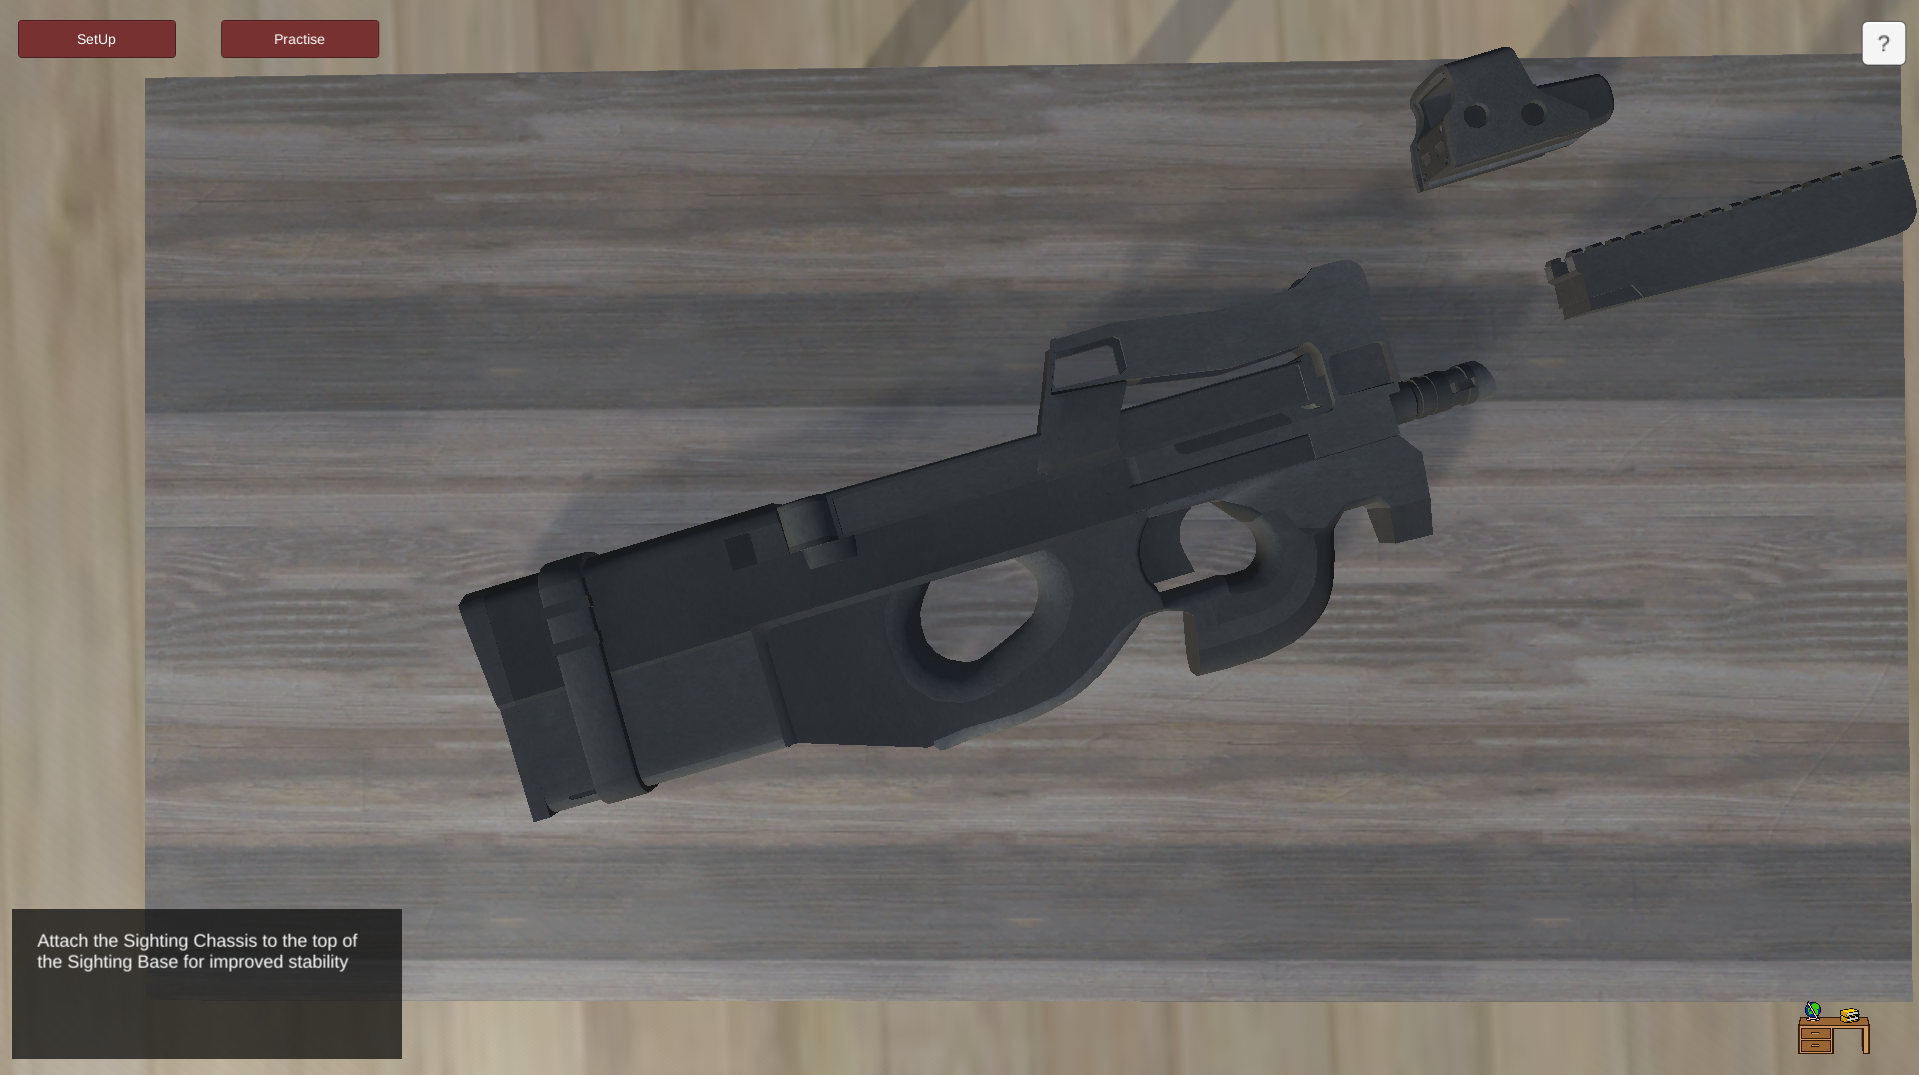 SetUp
Practise
?
Attach the Sighting Chassis to the top of
the Sighting Base for improved stability